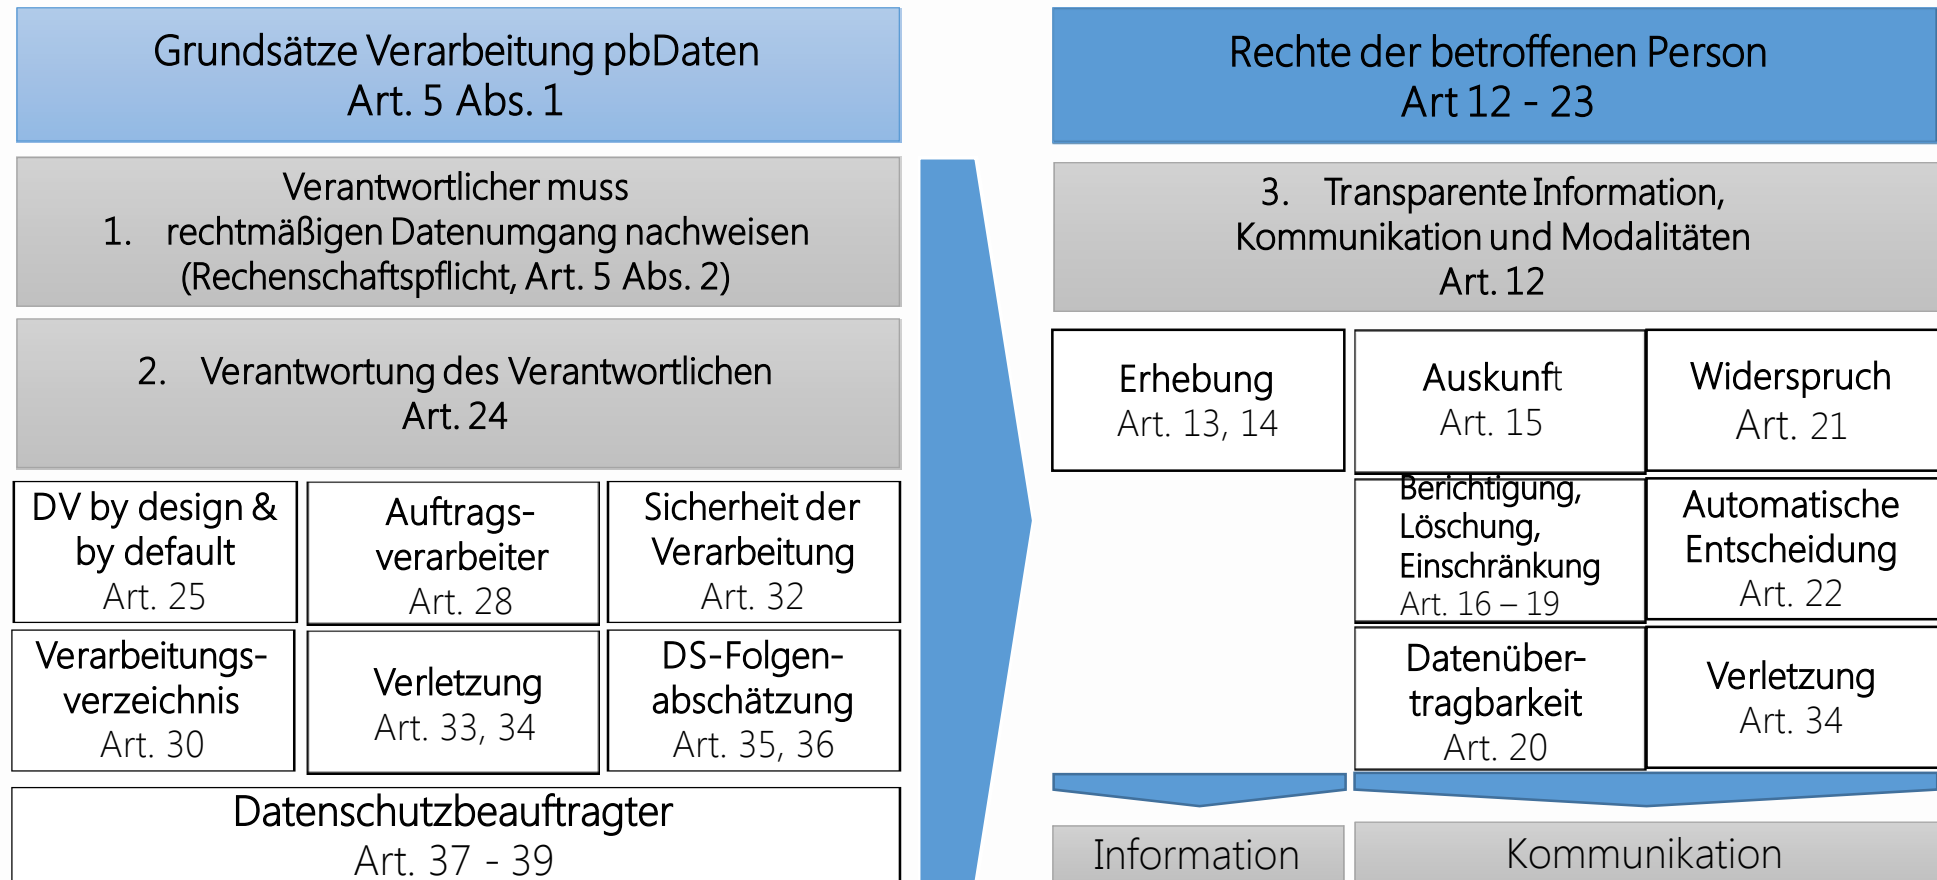 Grundsätze Verarbeitung pbDaten
Art. 5 Abs. 1
Verantwortlicher muss
1. rechtmäßigen Datenumgang nachweisen
(Rechenschaftspflicht, Art. 5 Abs. 2)
2. Verantwortung des Verantwortlichen
Art. 24
DV by design &
by default
Art. 25
Auftrags-
verarbeiter
Art. 28
Sicherheit der
Verarbeitung
Art. 32
Verarbeitungs-
verzeichnis
Art. 30
Verletzung
Art. 33, 34
DS-Folgen-
abschätzung
Art. 35, 36
Datenschutzbeauftragter
Art. 37 - 39
Rechte der betroffenen Person
Art 12 - 23
3. Transparente Information,
Kommunikation und Modalitäten
Art. 12
Erhebung
Art. 13, 14
Auskunft
Art. 15
Widerspruch
Art. 21
Berichtigung,
Löschung,
Einschränkung
Art. 16 – 19
Automatische
Entscheidung
Art. 22
Datenüber-
tragbarkeit
Art. 20
Verletzung
Art. 34
Information
Kommunikation